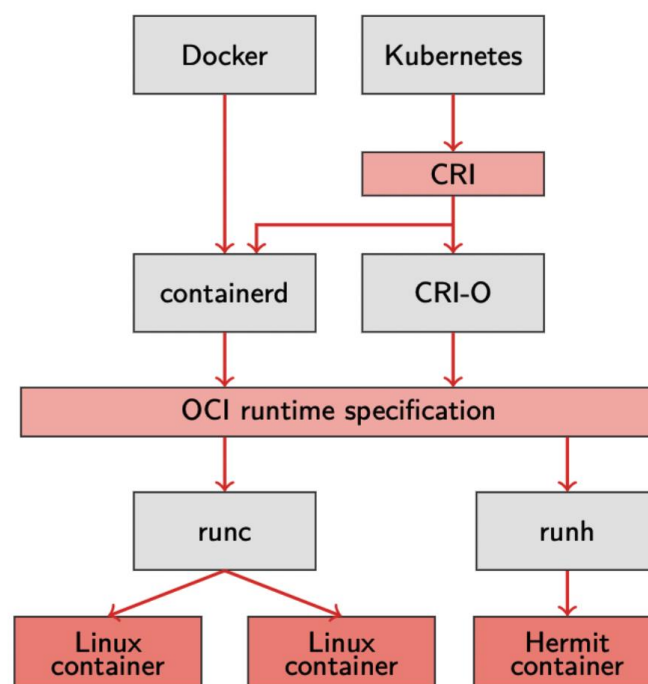 Docker
Kubernetes
CRI
containerd
CRI-O
OCI runtime specification
runc
runh
Linux
container
Linux
container
Hermit
container